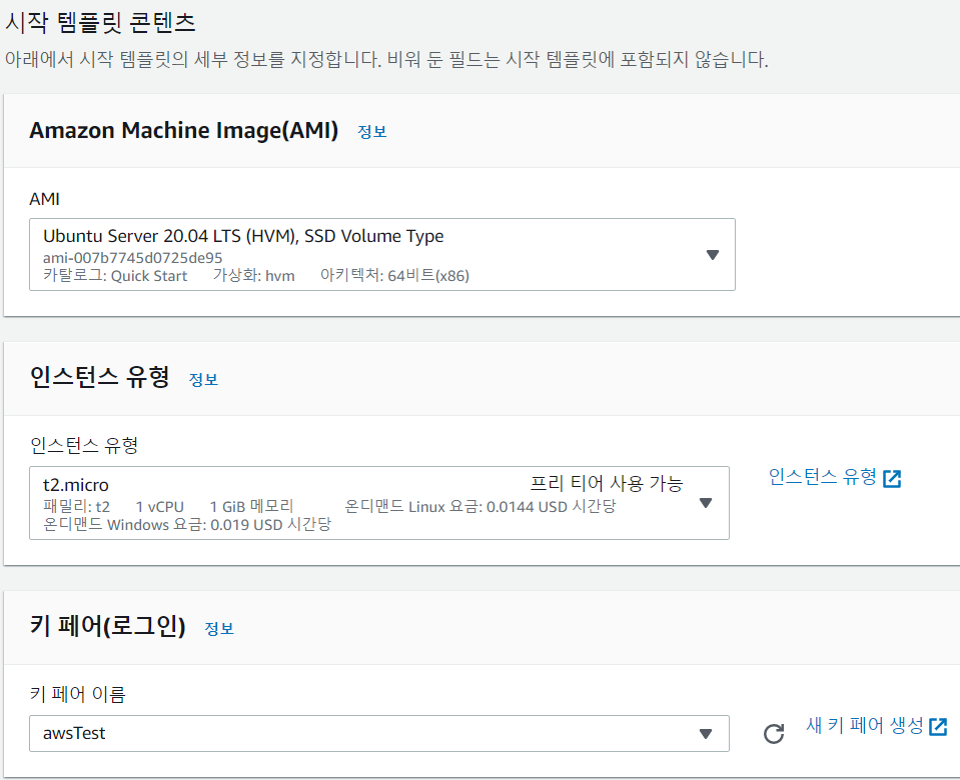 시작 템플릿 콘텐츠
아래에서 시작 템플릿의 세부 정보를 지정합니다. 비워 둔 필드는 시작 템플릿에 포함되지 않습니다.
Amazon Machine Image(AMI) 정보
AMI
Ubuntu Server 20.04 LTS (HVM), SSD Volume Type
ami-007b7745d0725de95
카탈로그: Quick Start 가상화: hvm 아키텍처: 64비트(x86)
인스턴스 유형 정보
인스턴스 유형
t2.micro 프리 티어 사용 가능
패밀리: t2 1 vCPU 1 GiB 메모리 온디맨드 Linux 요금: 0.0144 USD 시간당
온디맨드 Windows 요금: 0.019 USD 시간당
인스턴스 유형
키 페어(로그인) 정보
키 페어 이름
awsTest
새 키 페어 생성